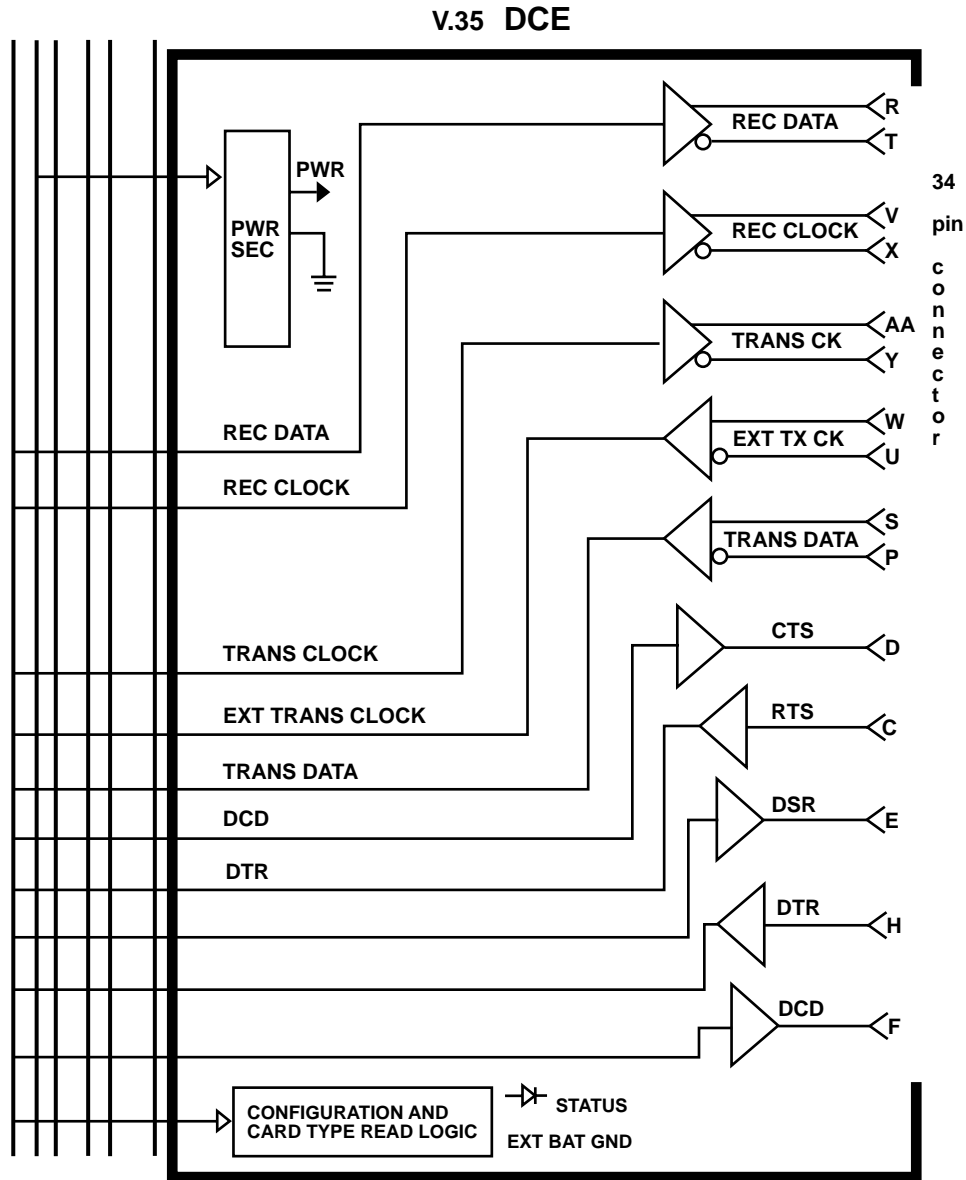 V.35 DCE
R
REC DATA
T
34
pin
connector
PWR
PWR
SEC
V
REC CLOCK
X
AA
TRANS CK
Y
W
EXT TX CK
U
REC DATA
REC CLOCK
S
TRANS DATA
P
CTS
D
TRANS CLOCK
RTS
C
EXT TRANS CLOCK
TRANS DATA
DSR
E
DCD
DTR
DTR
H
DCD
F
CONFIGURATION AND
CARD TYPE READ LOGIC
STATUS
EXT BAT GND